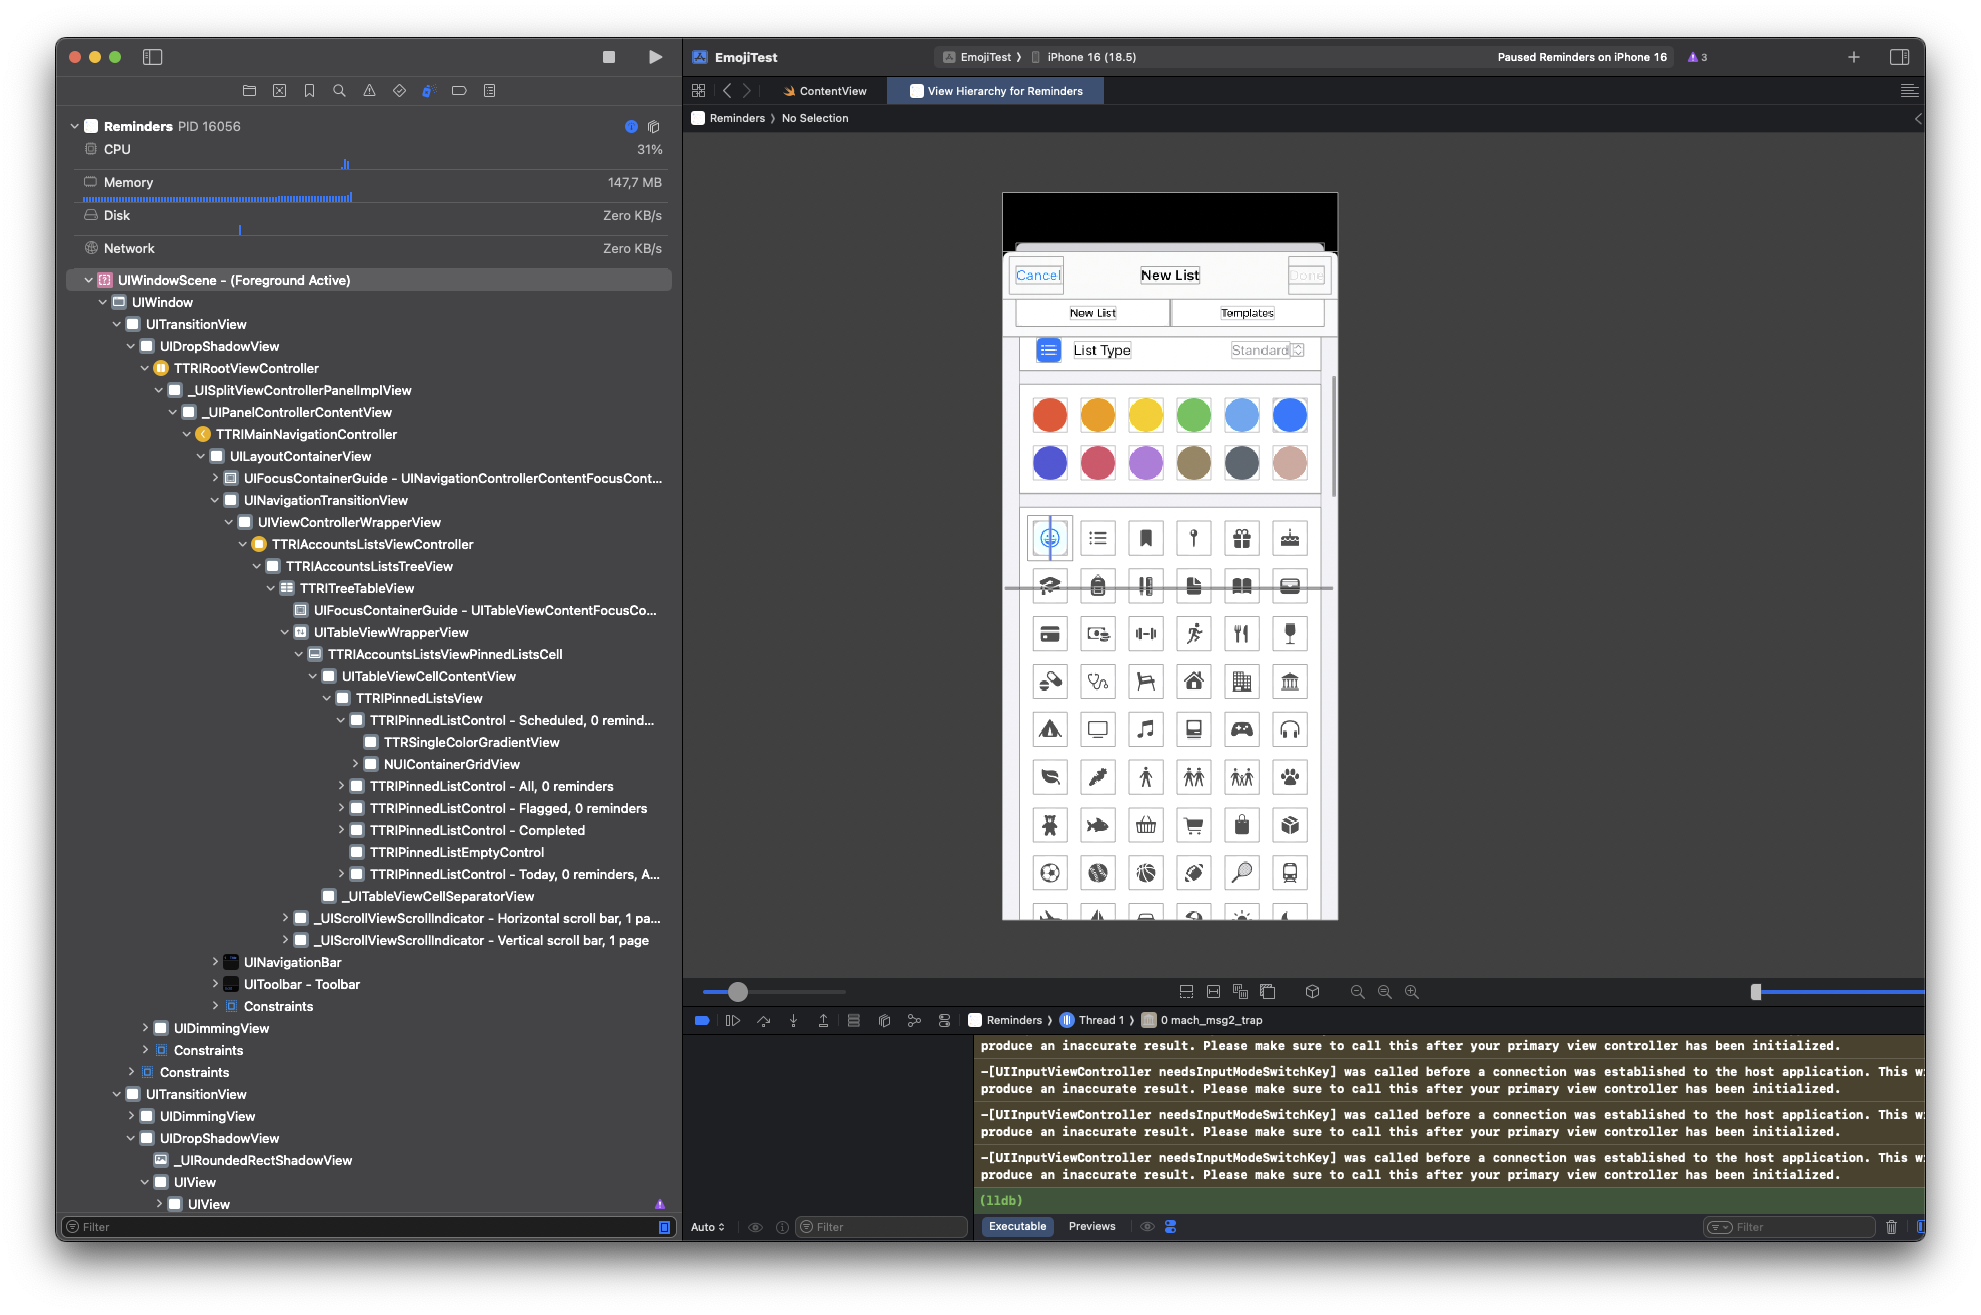 EmojiTest
EmojiTest 〉 iPhone 16 (18.5)
Paused Reminders on iPhone 16
3
ContentView
View Hierarchy for Reminders
Reminders 〉 No Selection
Reminders PID 16056
CPU 31%
Memory 147,7 MB
Disk Zero KB/s
Network Zero KB/s
UIWindowScene - (Foreground Active)
UIWindow
UITransitionView
UIDropShadowView
TTRIRootViewController
_UISplitViewControllerPanelImplView
_UIPanelControllerContentView
TTRIMainNavigationController
UILayoutContainerView
UIFocusContainerGuide - UINavigationControllerContentFocusCont...
UINavigationTransitionView
UIViewControllerWrapperView
TTRIAccountsListsViewController
TTRIAccountsListsTreeView
TTRITreeTableView
UIFocusContainerGuide - UITableViewContentFocusCo...
UITableViewWrapperView
TTRIAccountsListsViewPinnedListsCell
UITableViewCellContentView
TTRIPinnedListsView
TTRIPinnedListControl - Scheduled, 0 remind...
TTRSingleColorGradientView
NUIContainerGridView
TTRIPinnedListControl - All, 0 reminders
TTRIPinnedListControl - Flagged, 0 reminders
TTRIPinnedListControl - Completed
TTRIPinnedListEmptyControl
TTRIPinnedListControl - Today, 0 reminders, A...
_UITableViewCellSeparatorView
_UIScrollViewScrollIndicator - Horizontal scroll bar, 1 pa...
_UIScrollViewScrollIndicator - Vertical scroll bar, 1 page
UINavigationBar
UIToolbar - Toolbar
Constraints
UIDimmingView
Constraints
Constraints
UITransitionView
UIDimmingView
UIDropShadowView
_UIRoundedRectShadowView
UIView
UIView
Filter
Cancel New List Done
New List Templates
List Type Standard
Reminders 〉 Thread 1 〉 0 mach_msg2_trap
produce an inaccurate result. Please make sure to call this after your primary view controller has been initialized.
-[UIInputViewController needsInputModeSwitchKey] was called before a connection was established to the host application. This wi
produce an inaccurate result. Please make sure to call this after your primary view controller has been initialized.
-[UIInputViewController needsInputModeSwitchKey] was called before a connection was established to the host application. This wi
produce an inaccurate result. Please make sure to call this after your primary view controller has been initialized.
-[UIInputViewController needsInputModeSwitchKey] was called before a connection was established to the host application. This wi
produce an inaccurate result. Please make sure to call this after your primary view controller has been initialized.
(lldb)
Auto Filter
Executable Previews Filter